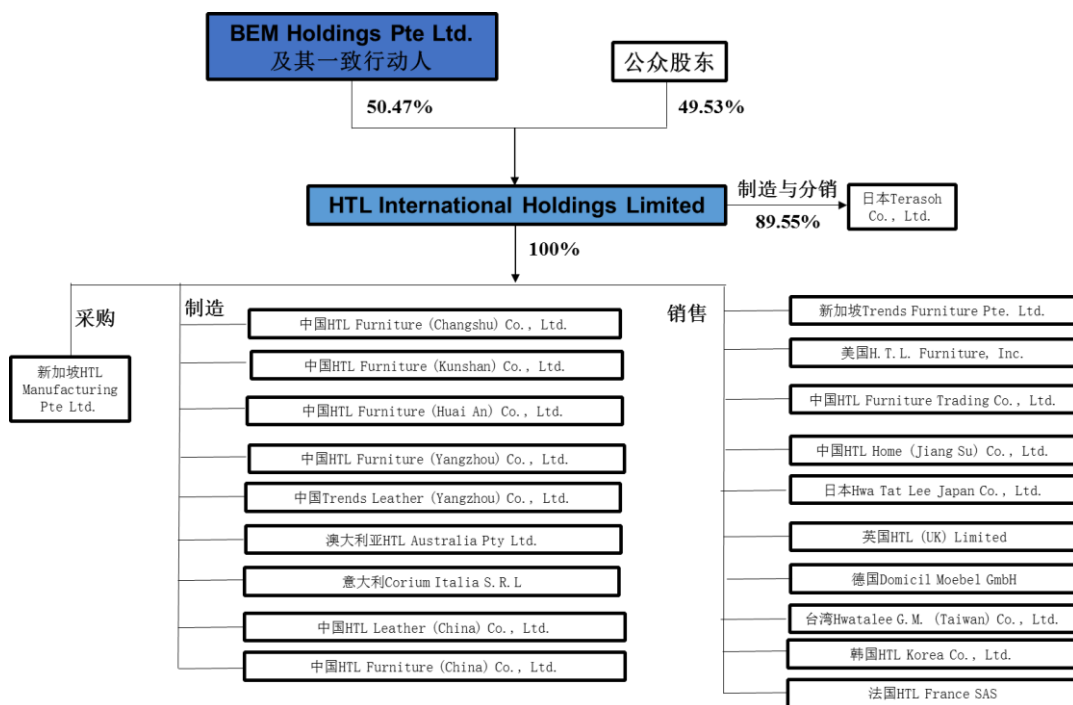 BEM Holdings Pte Ltd.
及其一致行动人
公众股东
50.47%
49.53%
HTL International Holdings Limited
制造与分销
89.55%
日本Terasoh
Co., Ltd.
100%
采购
新加坡HTL
Manufacturing
Pte Ltd.
制造
中国HTL Furniture (Changshu) Co., Ltd.
中国HTL Furniture (Kunshan) Co., Ltd.
中国HTL Furniture (Huai An) Co., Ltd.
中国HTL Furniture (Yangzhou) Co., Ltd.
中国Trends Leather (Yangzhou) Co., Ltd.
澳大利亚HTL Australia Pty Ltd.
意大利Corium Italia S.R.L
中国HTL Leather (China) Co., Ltd.
中国HTL Furniture (China) Co., Ltd.
销售
新加坡Trends Furniture Pte. Ltd.
美国H.T.L. Furniture, Inc.
中国HTL Furniture Trading Co., Ltd.
中国HTL Home (Jiang Su) Co., Ltd.
日本Hwa Tat Lee Japan Co., Ltd.
英国HTL (UK) Limited
德国Domicil Moebel GmbH
台湾Hwatalee G.M. (Taiwan) Co., Ltd.
韩国HTL Korea Co., Ltd.
法国HTL France SAS